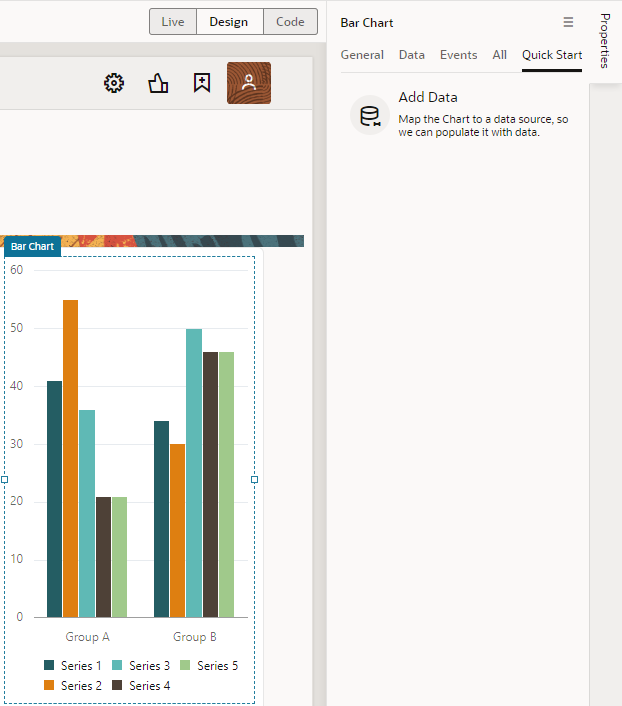 Live Design Code
Bar Chart
General Data Events All Quick Start
Properties
Add Data
Map the Chart to a data source, so
we can populate it with data.
Bar Chart
60
50
40
30
20
10
0
Group A Group B
Series 1 Series 3 Series 5
Series 2 Series 4